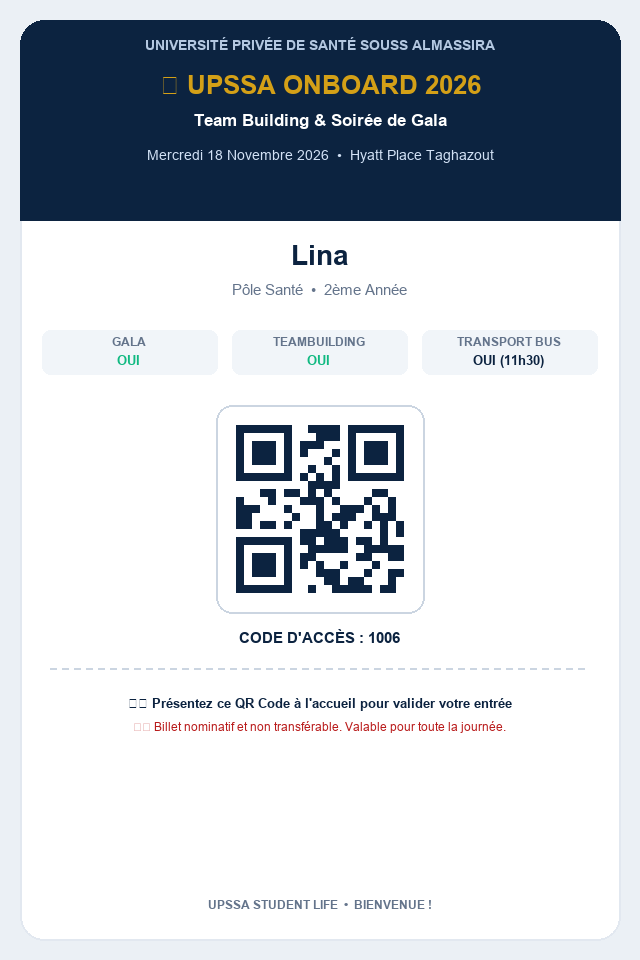 UNIVERSITÉ PRIVÉE DE SANTÉ SOUSS ALMASSIRA
UPSSA ONBOARD 2026
Team Building & Soirée de Gala
Mercredi 18 Novembre 2026 • Hyatt Place Taghazout
Lina
Pôle Santé • 2ème Année
GALA
OUI
TEAMBUILDING
OUI
TRANSPORT BUS
OUI (11h30)
CODE D'ACCÈS : 1006
Présentez ce QR Code à l'accueil pour valider votre entrée
Billet nominatif et non transférable. Valable pour toute la journée.
UPSSA STUDENT LIFE • BIENVENUE !